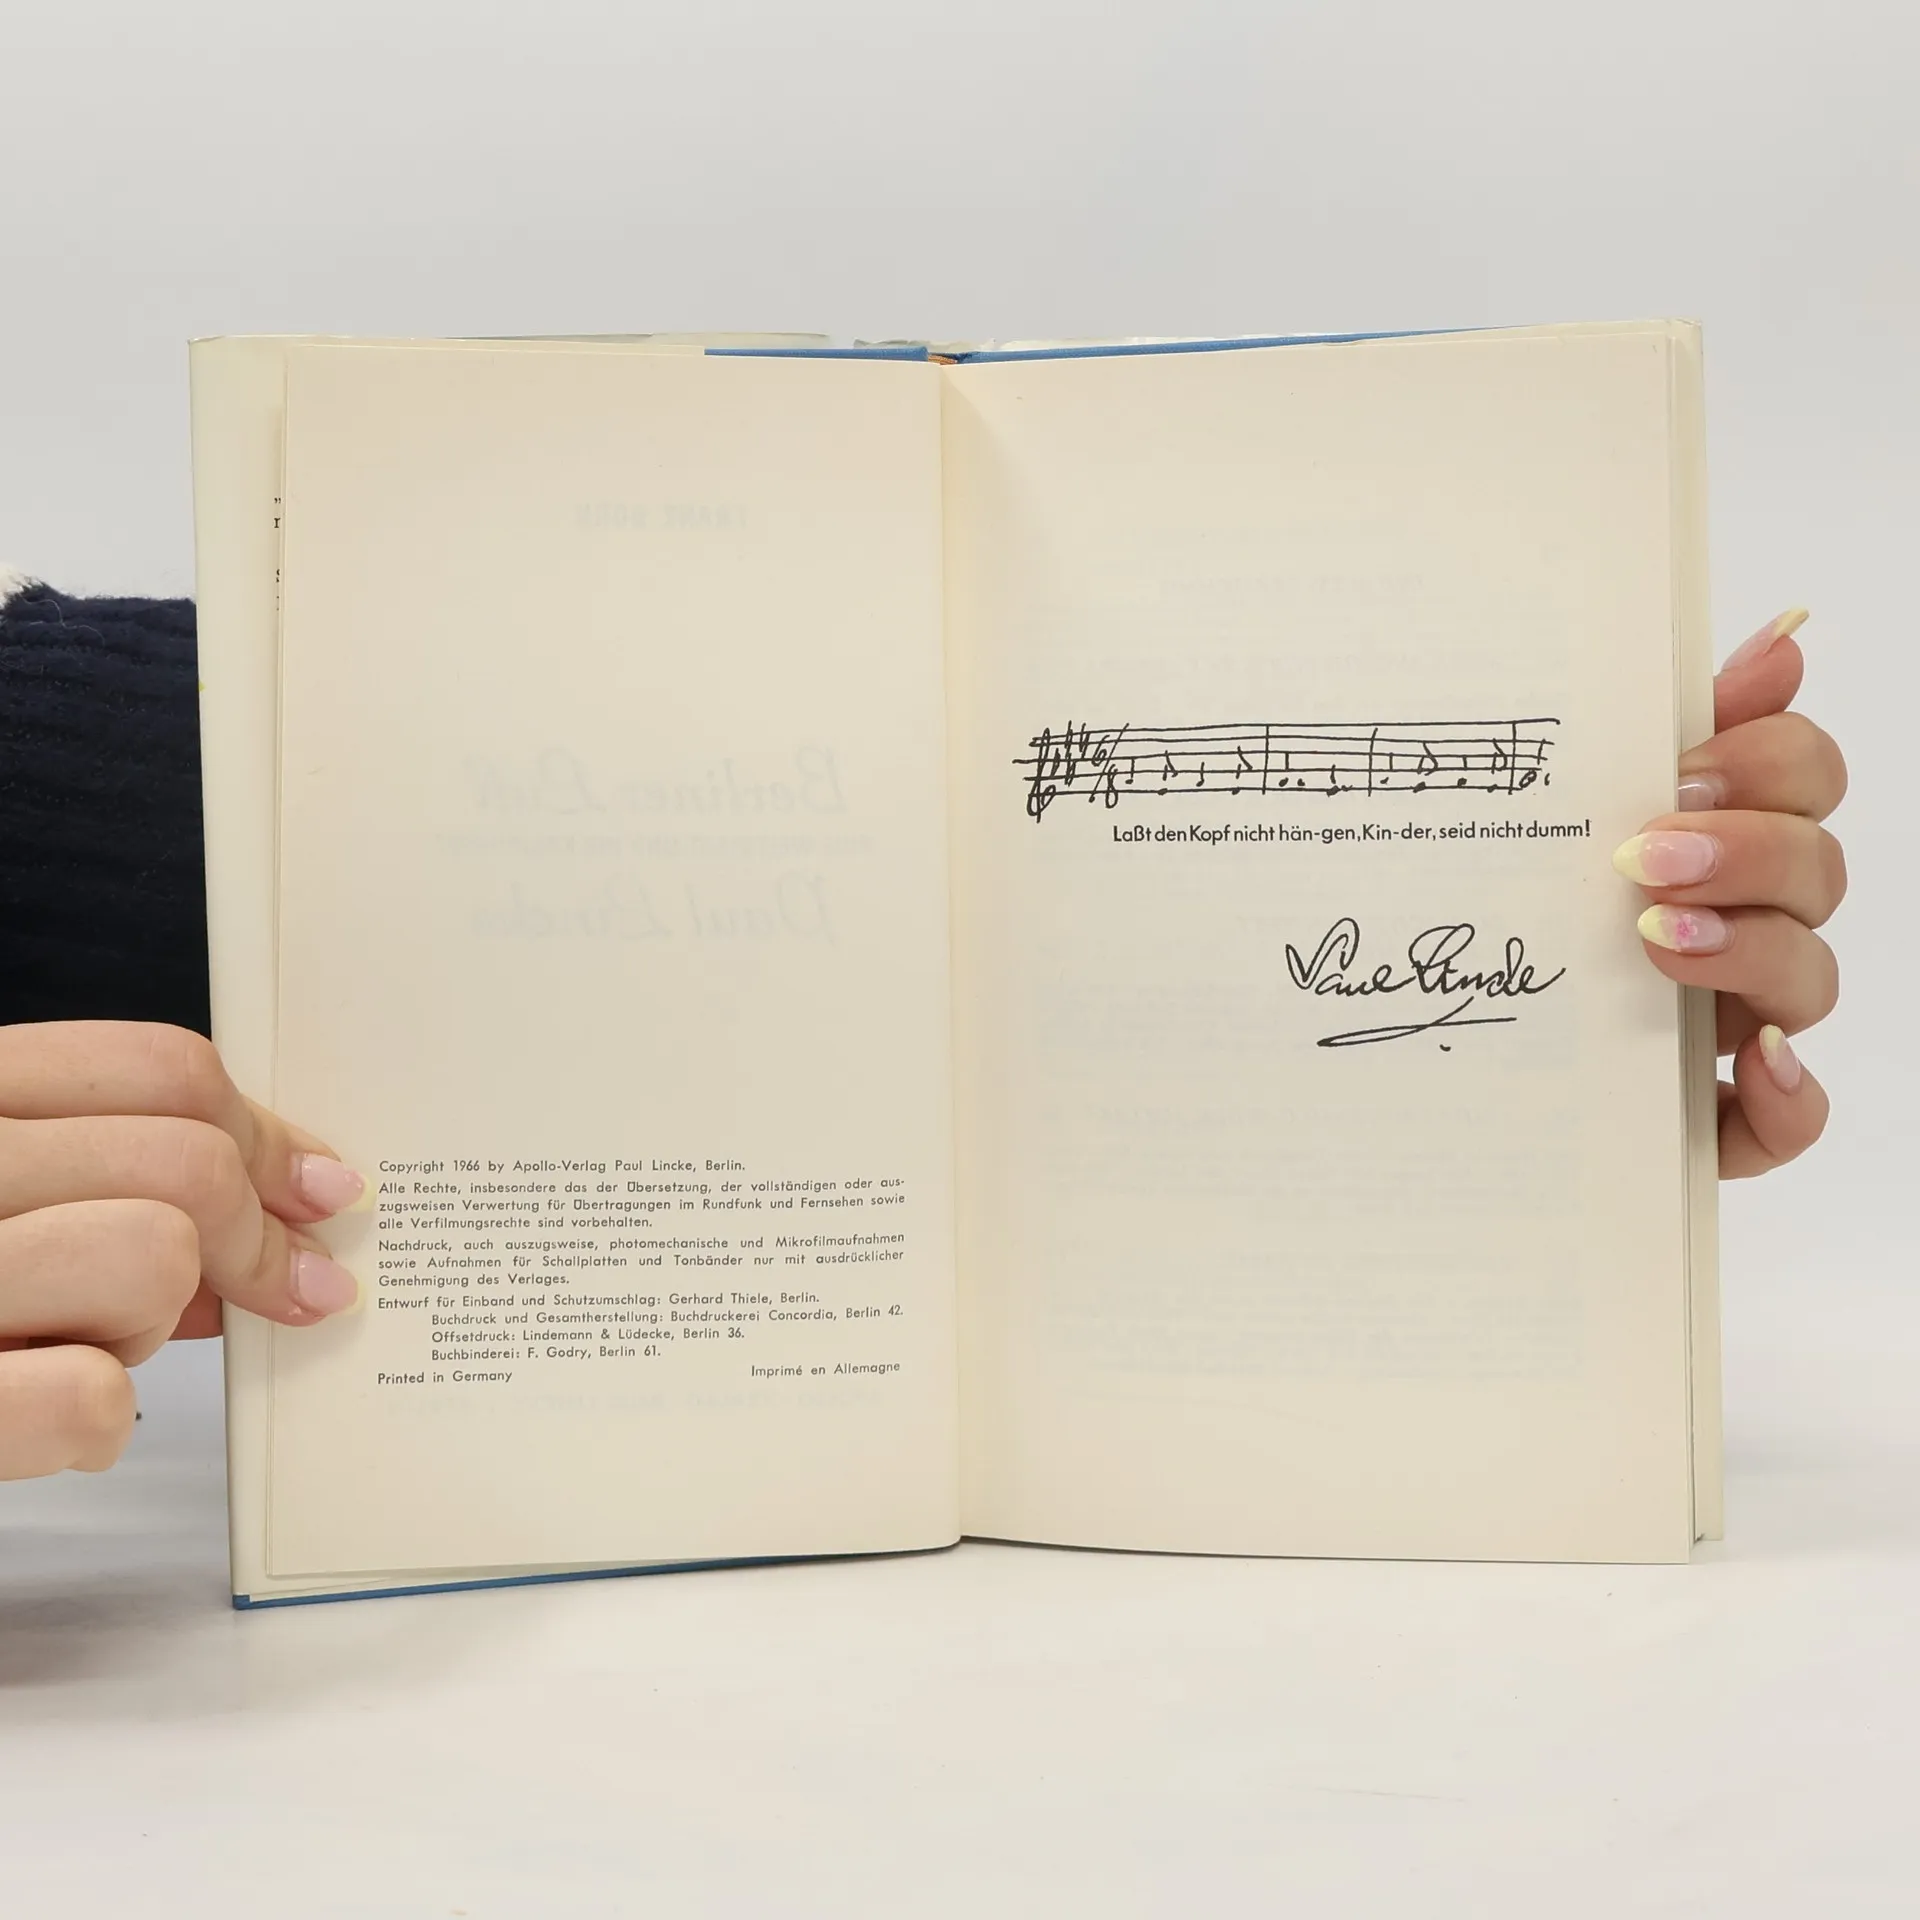 Copyright 1966 by Apollo-Verlag Paul Lincke, Berlin.
Alle Rechte, insbesondere das der Übersetzung, der vollständigen oder aus-
zugsweisen Verwertung für Übertragungen im Rundfunk und Fernsehen sowie
alle Verfilmungsrechte sind vorbehalten.
Nachdruck, auch auszugsweise, photomechanische und Mikrofilmaufnahmen
sowie Aufnahmen für Schallplatten und Tonbänder nur mit ausdrücklicher
Genehmigung des Verlages.
Entwurf für Einband und Schutzumschlag: Gerhard Thiele, Berlin.
Buchdruck und Gesamtherstellung: Buchdruckerei Concordia, Berlin 42.
Offsetdruck: Lindemann & Lüdecke, Berlin 36.
Buchbinderei: F. Godry, Berlin 61.
Printed in Germany Imprimé en Allemagne
Laßt den Kopf nicht hän-gen, Kin-der, seid nicht dumm!
Paul Lincke